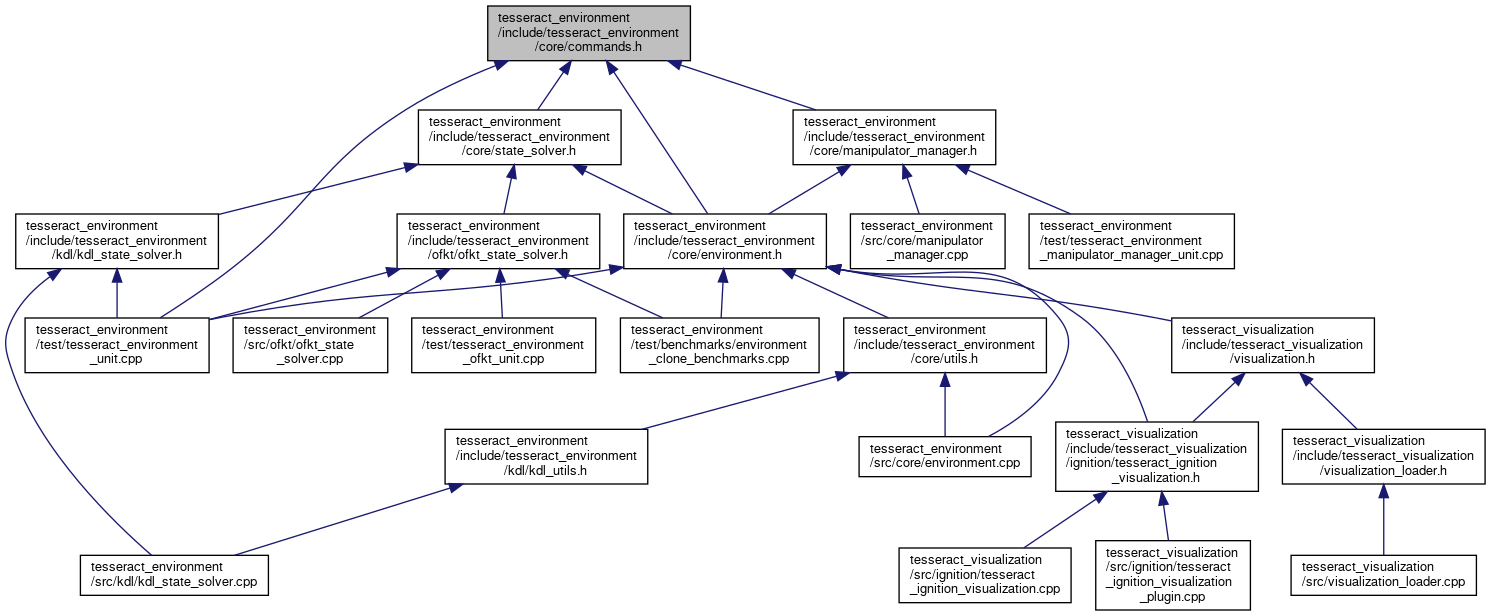 tesseract_environment
/include/tesseract_environment
/core/commands.h
tesseract_environment
/include/tesseract_environment
/core/state_solver.h
tesseract_environment
/include/tesseract_environment
/core/manipulator_manager.h
tesseract_environment
/include/tesseract_environment
/kdl/kdl_state_solver.h
tesseract_environment
/include/tesseract_environment
/ofkt/ofkt_state_solver.h
tesseract_environment
/include/tesseract_environment
/core/environment.h
tesseract_environment
/src/core/manipulator
_manager.cpp
tesseract_environment
/test/tesseract_environment
_manipulator_manager_unit.cpp
tesseract_environment
/test/tesseract_environment
_unit.cpp
tesseract_environment
/src/ofkt/ofkt_state
_solver.cpp
tesseract_environment
/test/tesseract_environment
_ofkt_unit.cpp
tesseract_environment
/test/benchmarks/environment
_clone_benchmarks.cpp
tesseract_environment
/include/tesseract_environment
/core/utils.h
tesseract_visualization
/include/tesseract_visualization
/visualization.h
tesseract_environment
/include/tesseract_environment
/kdl/kdl_utils.h
tesseract_environment
/src/core/environment.cpp
tesseract_visualization
/include/tesseract_visualization
/ignition/tesseract_ignition
_visualization.h
tesseract_visualization
/include/tesseract_visualization
/visualization_loader.h
tesseract_environment
/src/kdl/kdl_state_solver.cpp
tesseract_visualization
/src/ignition/tesseract
_ignition_visualization.cpp
tesseract_visualization
/src/ignition/tesseract
_ignition_visualization
_plugin.cpp
tesseract_visualization
/src/visualization_loader.cpp